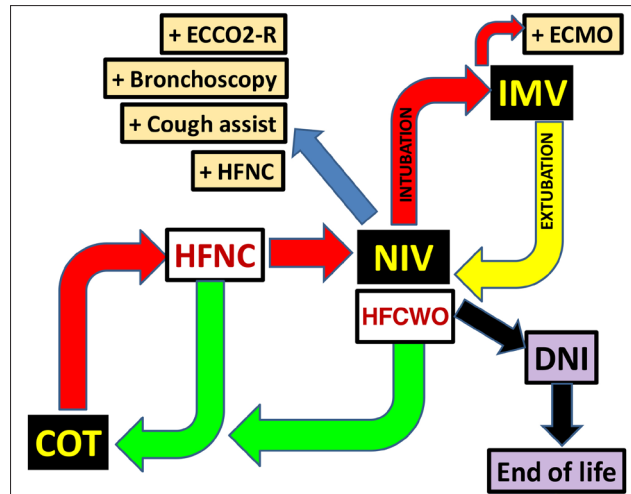 + ECCO2-R
+ ECMO
+ Bronchoscopy
IMV
+ Cough assist
+ HFNC
INTUBATION
EXTUBATION
HFNC
NIV
HFCWO
DNI
COT
End of life